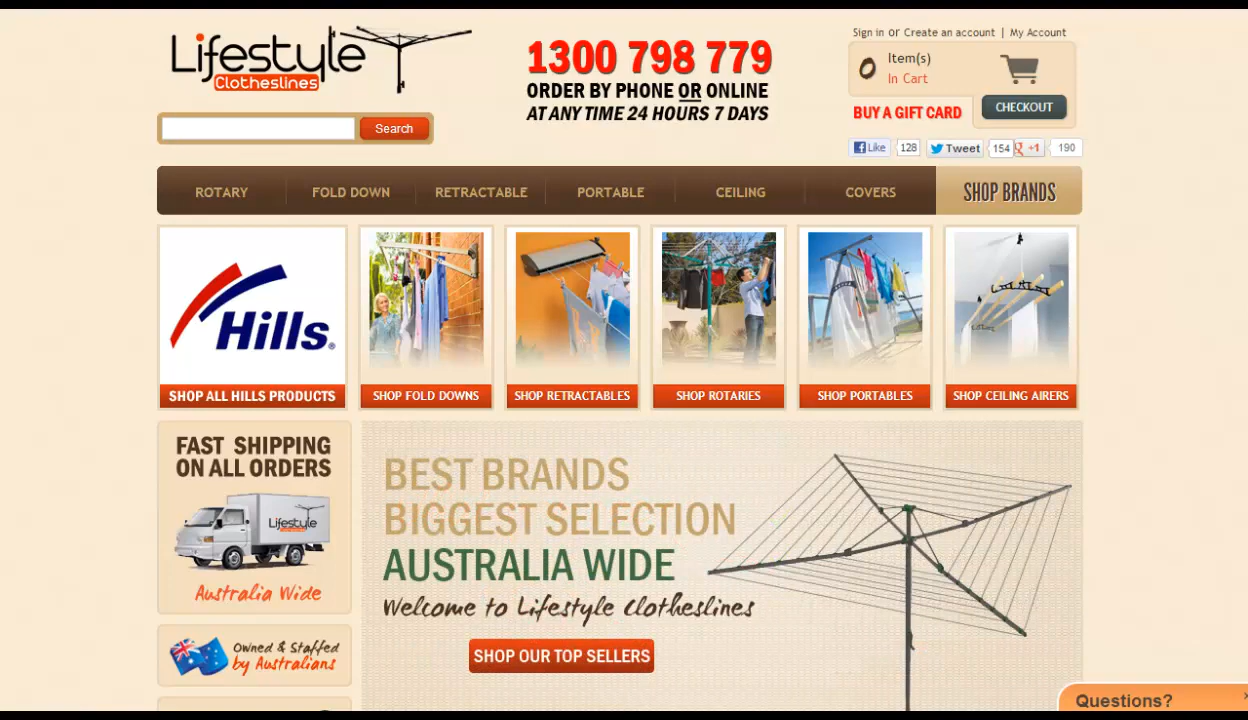 Lifestyle
Clotheslines
1300 798 779
ORDER BY PHONE OR ONLINE
AT ANY TIME 24 HOURS 7 DAYS
Sign in or Create an account | My Account
0 Item(s)
In Cart
BUY A GIFT CARD
CHECKOUT
Search
Like 128 Tweet 154 +1 190
ROTARY FOLD DOWN RETRACTABLE PORTABLE CEILING COVERS SHOP BRANDS
Hills®
SHOP ALL HILLS PRODUCTS
SHOP FOLD DOWNS
SHOP RETRACTABLES
SHOP ROTARIES
SHOP PORTABLES
SHOP CEILING AIRERS
FAST SHIPPING
ON ALL ORDERS
Lifestyle
Australia Wide
Owned & Staffed
by Australians
BEST BRANDS
BIGGEST SELECTION
AUSTRALIA WIDE
Welcome to Lifestyle Clotheslines
SHOP OUR TOP SELLERS
Questions?